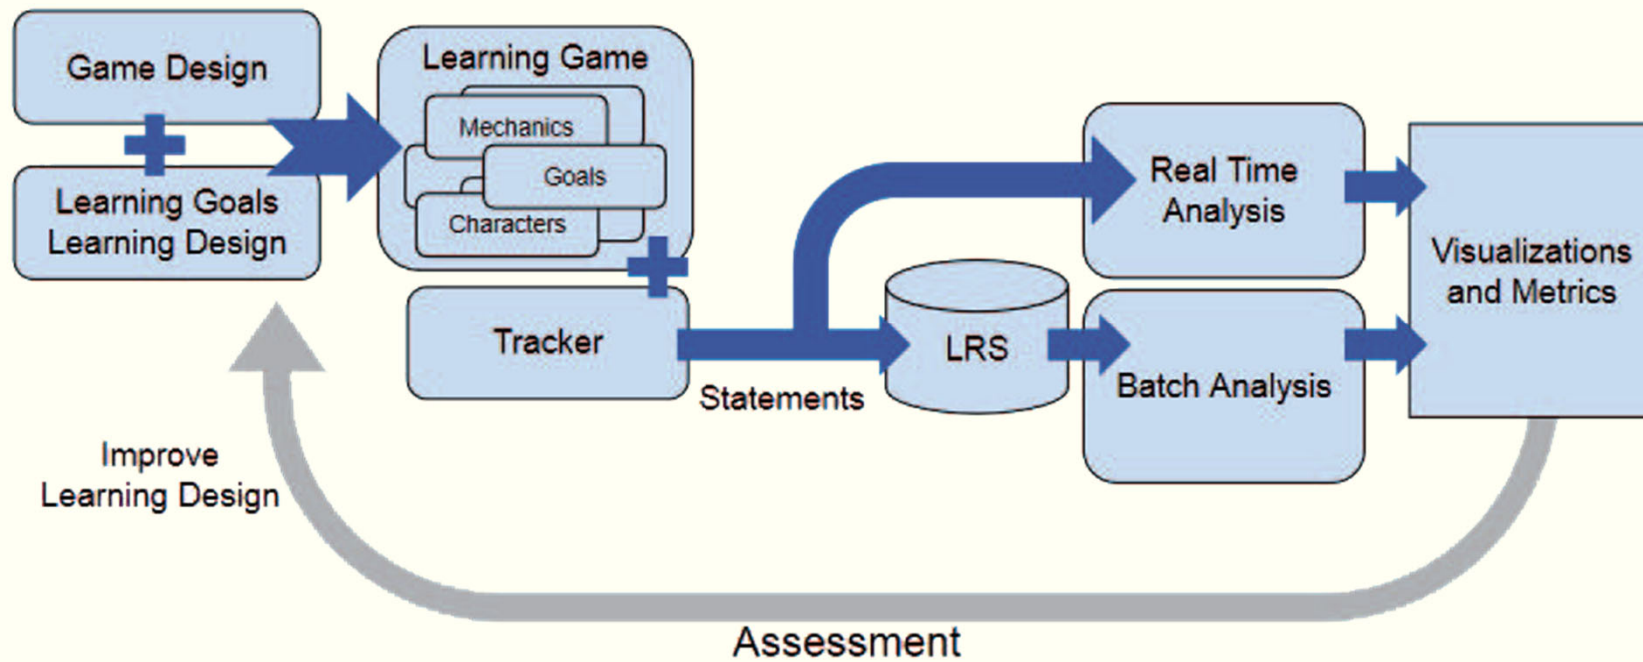 Game Design
Learning Goals
Learning Design
Learning Game
Mechanics
Goals
Characters
Tracker
Statements
LRS
Real Time
Analysis
Batch Analysis
Visualizations
and Metrics
Improve
Learning Design
Assessment